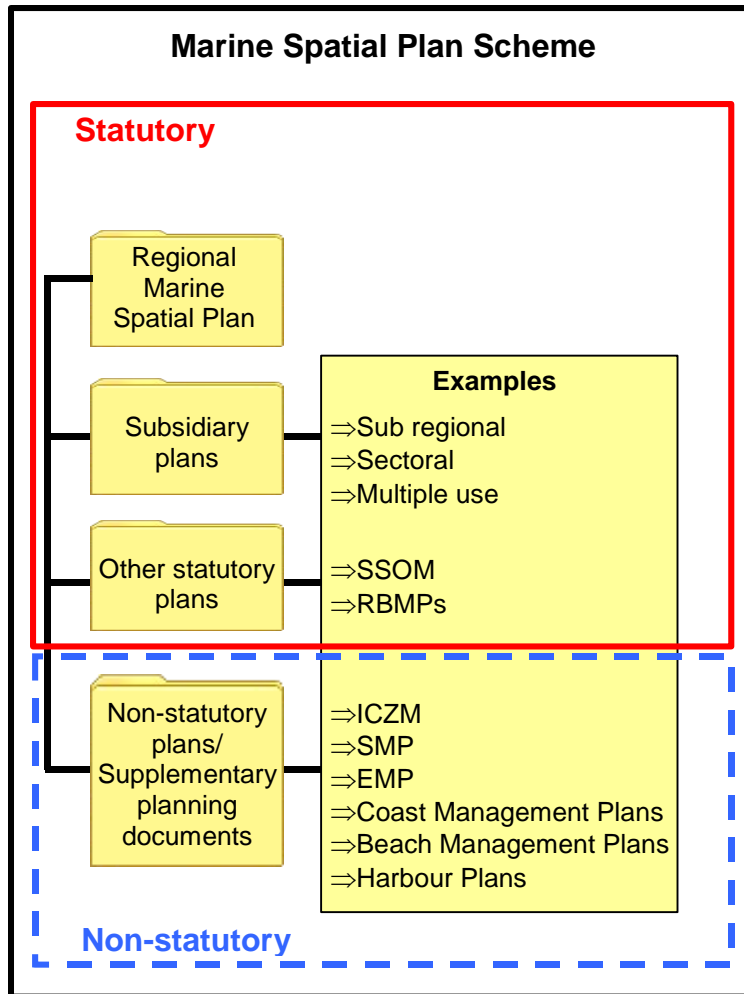 Marine Spatial Plan Scheme
Statutory
Regional
Marine
Spatial Plan
Subsidiary
plans
Examples
⇒Sub regional
⇒Sectoral
⇒Multiple use
Other statutory
plans
⇒SSOM
⇒RBMPs
Non-statutory
plans/
Supplementary
planning
documents
⇒ICZM
⇒SMP
⇒EMP
⇒Coast Management Plans
⇒Beach Management Plans
⇒Harbour Plans
Non-statutory